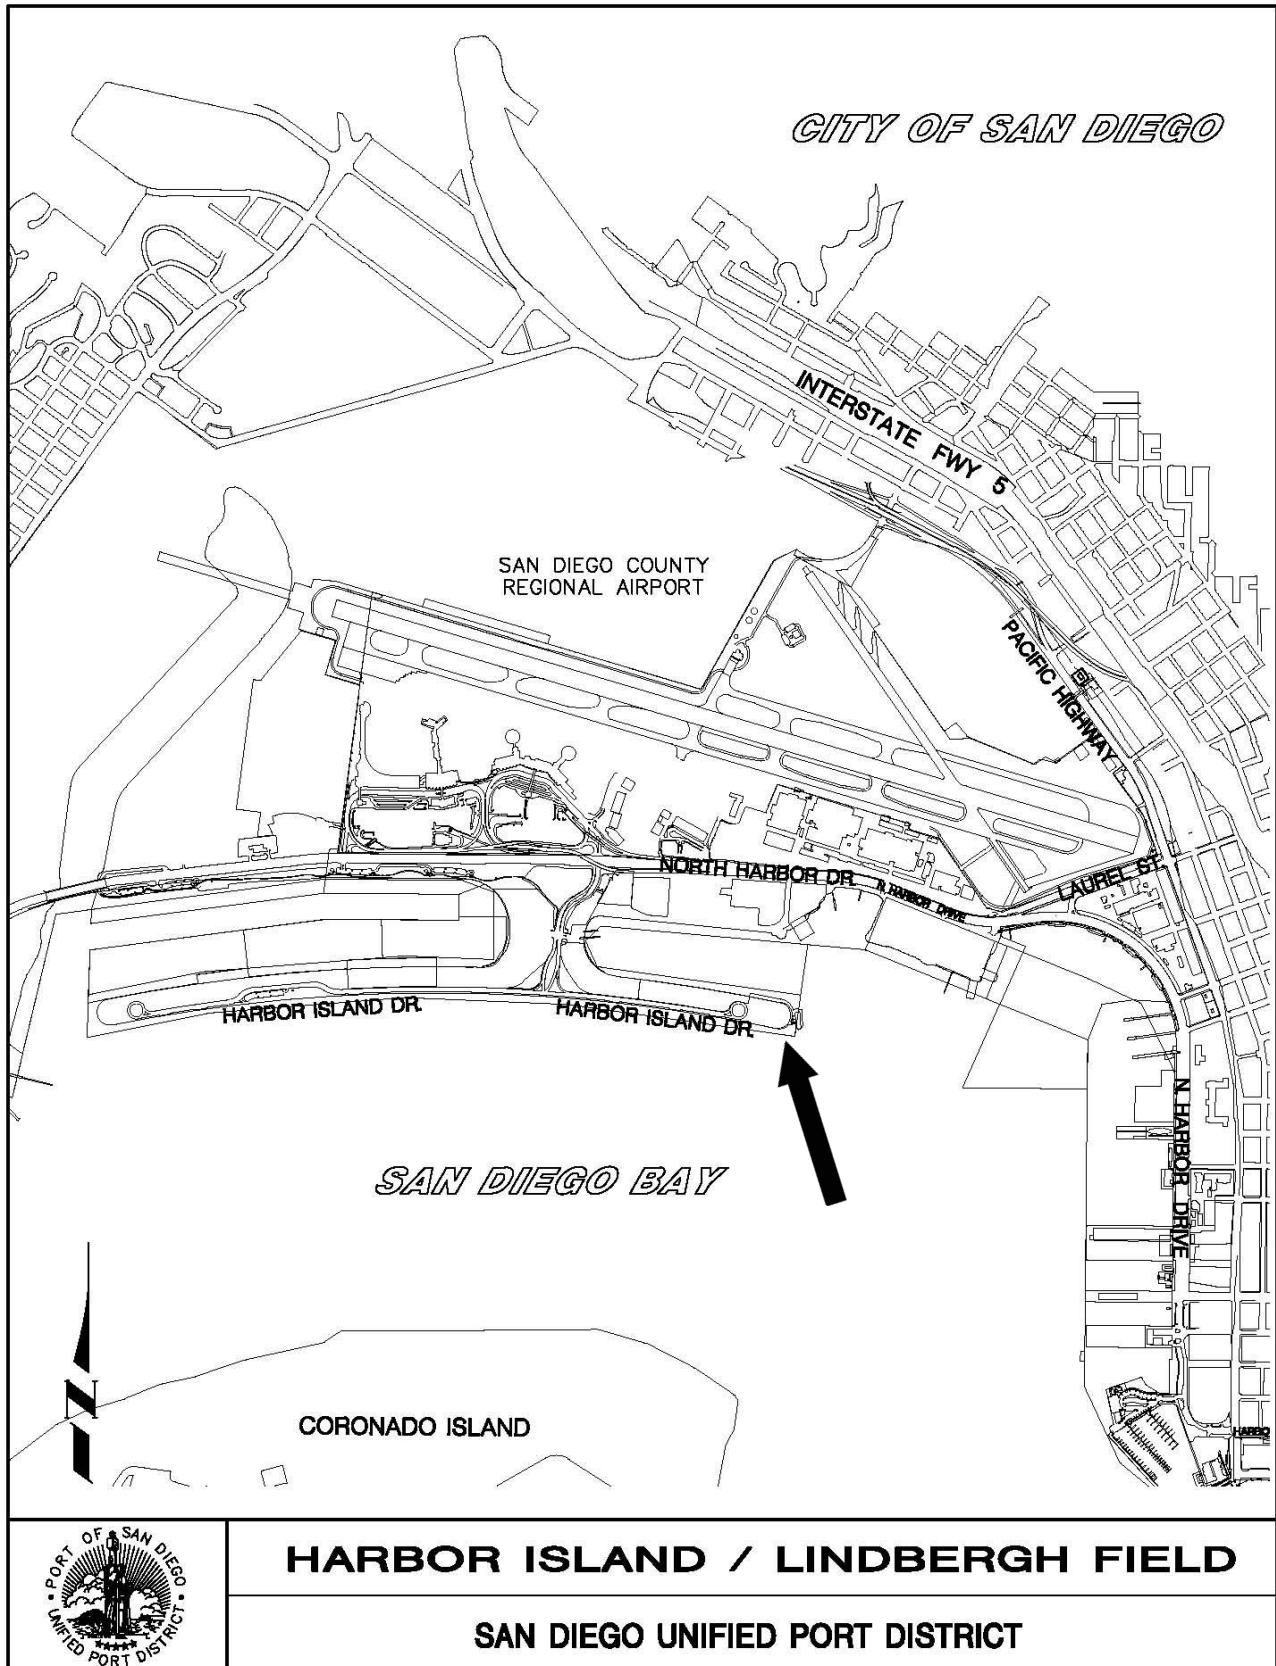 CITY OF SAN DIEGO
INTERSTATE FWY 5
SAN DIEGO COUNTY
REGIONAL AIRPORT
PACIFIC HIGHWAY
NORTH HARBOR DR.
N. HARBOR DRIVE
LAUREL ST.
HARBOR ISLAND DR.
HARBOR ISLAND DR.
N. HARBOR DRIVE
SAN DIEGO BAY
N
CORONADO ISLAND
HARBO
PORT OF SAN DIEGO
UNIFIED PORT DISTRICT
HARBOR ISLAND / LINDBERGH FIELD
SAN DIEGO UNIFIED PORT DISTRICT